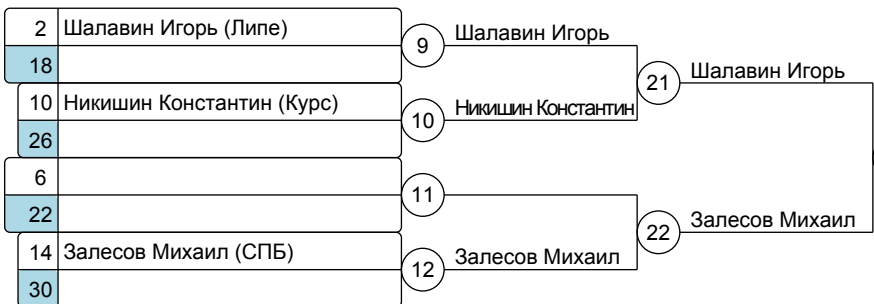 2 Шалавин Игорь (Липе)
18
9 Шалавин Игорь
10 Никишин Константин (Курс)
26
10 Никишин Константин
21 Шалавин Игорь
6
22
11
14 Залесов Михаил (СПБ)
30
12 Залесов Михаил
22 Залесов Михаил